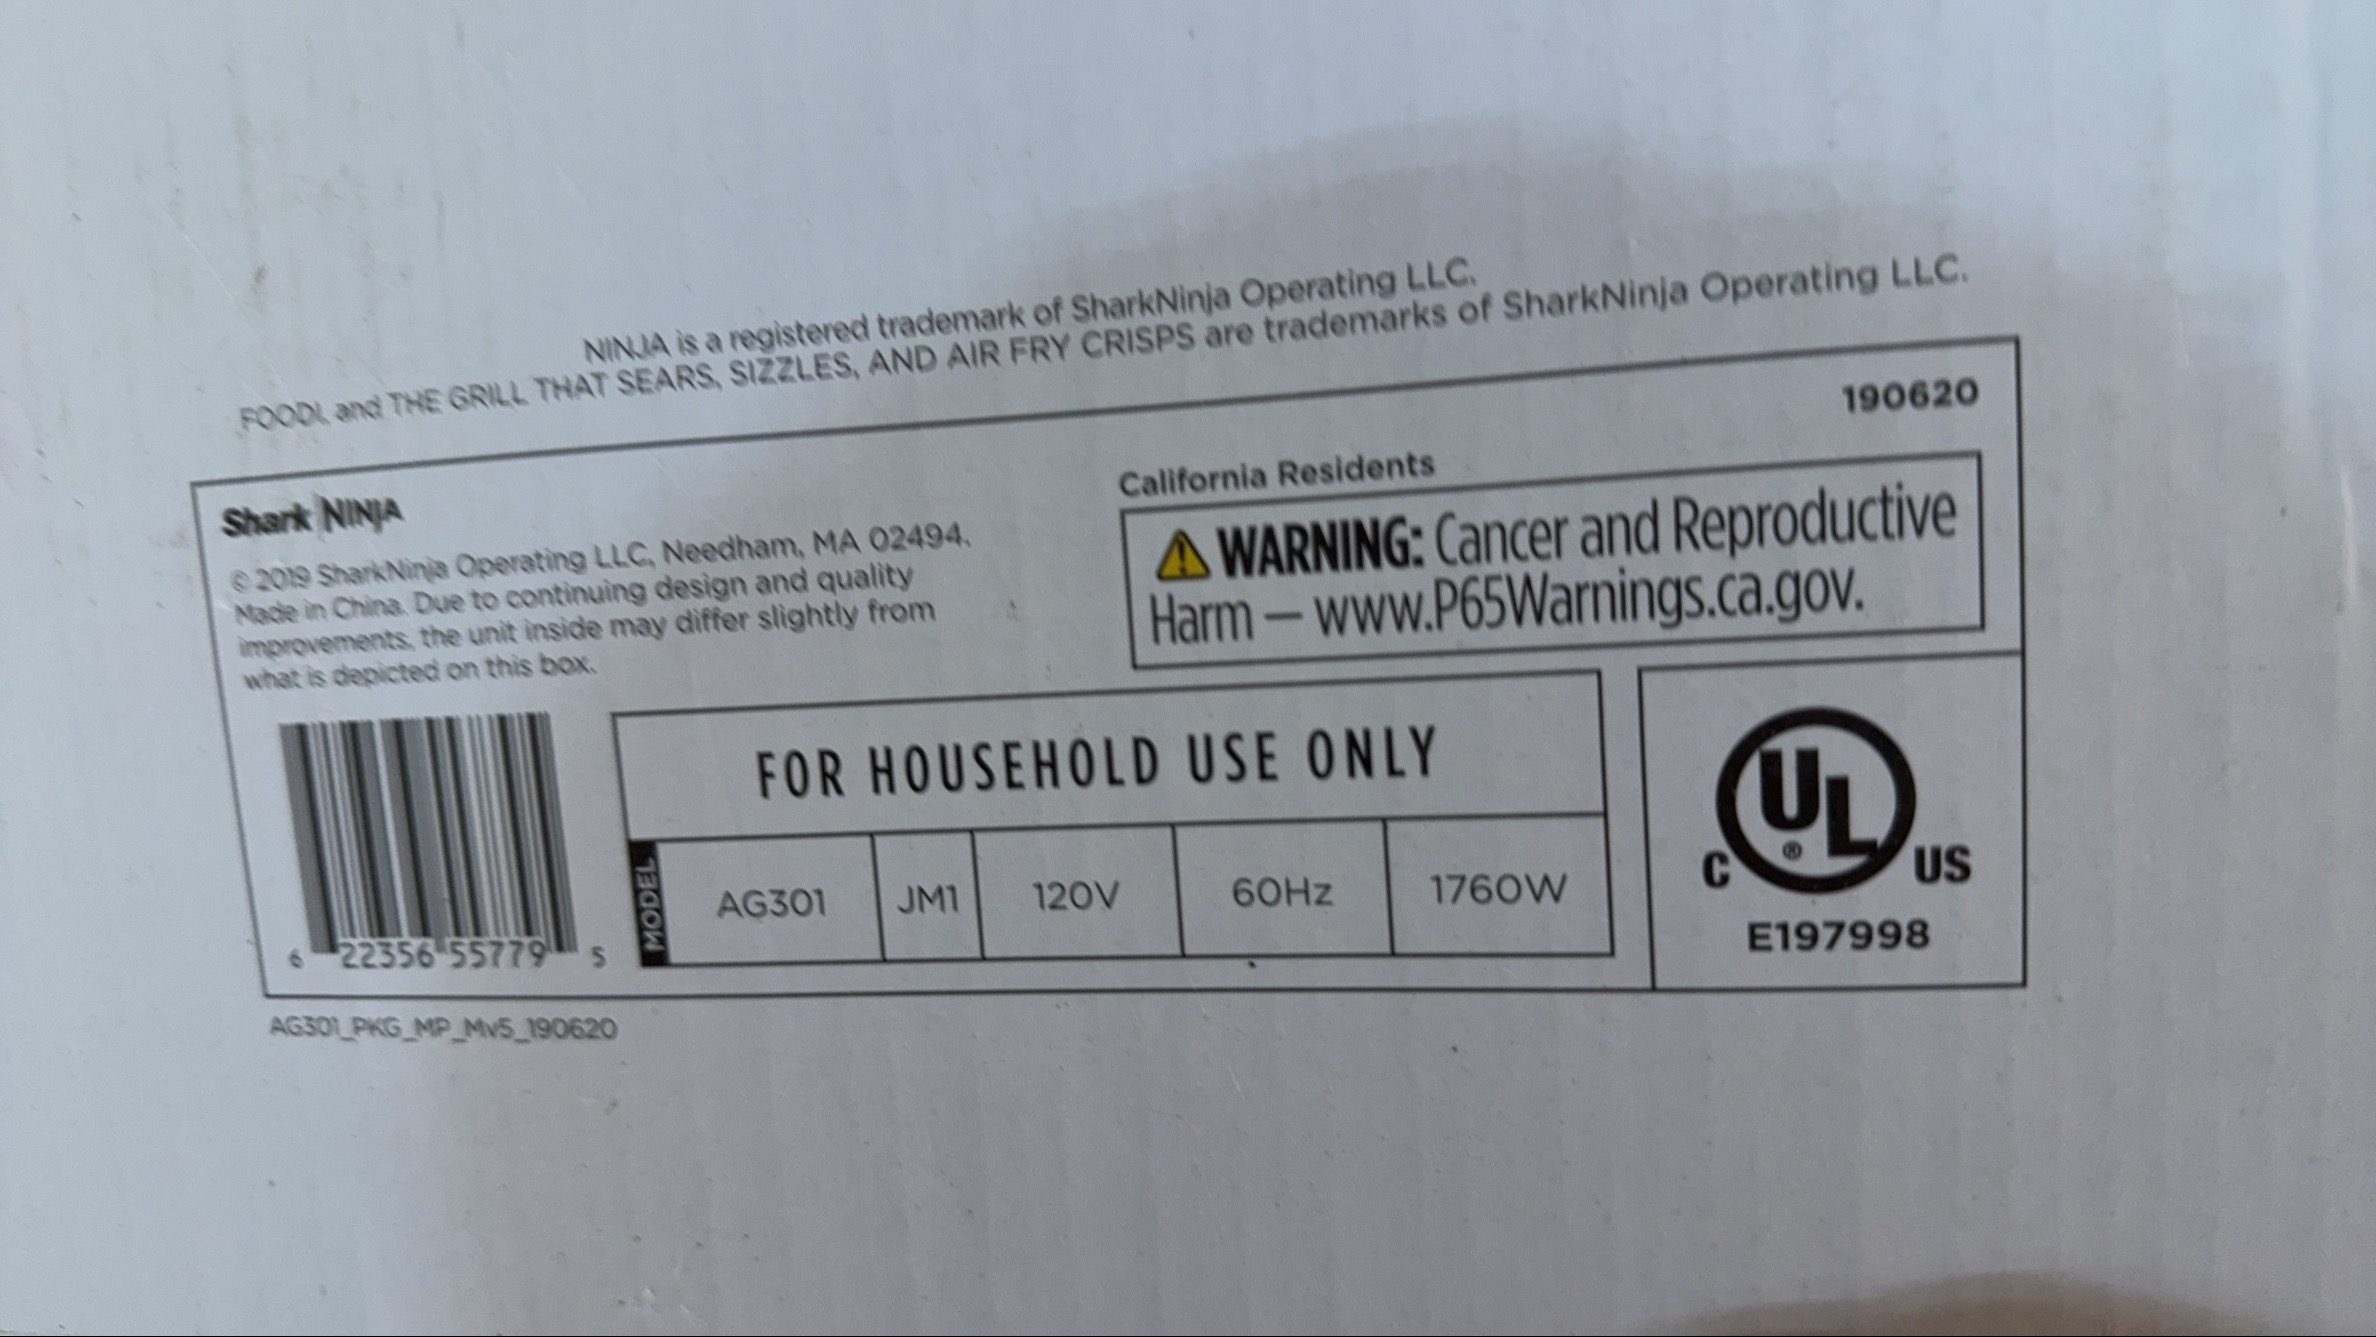 NINJA is a registered trademark of SharkNinja Operating LLC.
FOODI, and THE GRILL THAT SEARS, SIZZLES, AND AIR FRY CRISPS are trademarks of SharkNinja Operating LLC.
190620
Shark NINJA
© 2019 SharkNinja Operating LLC, Needham, MA 02494.
Made in China. Due to continuing design and quality
improvements, the unit inside may differ slightly from
what is depicted on this box.
California Residents
WARNING: Cancer and Reproductive
Harm — www.P65Warnings.ca.gov.
FOR HOUSEHOLD USE ONLY
MODEL AG301 JM1 120V 60Hz 1760W
6 22356 55779 5
C UL ® US
E197998
AG301_PKG_MP_Mv5_190620